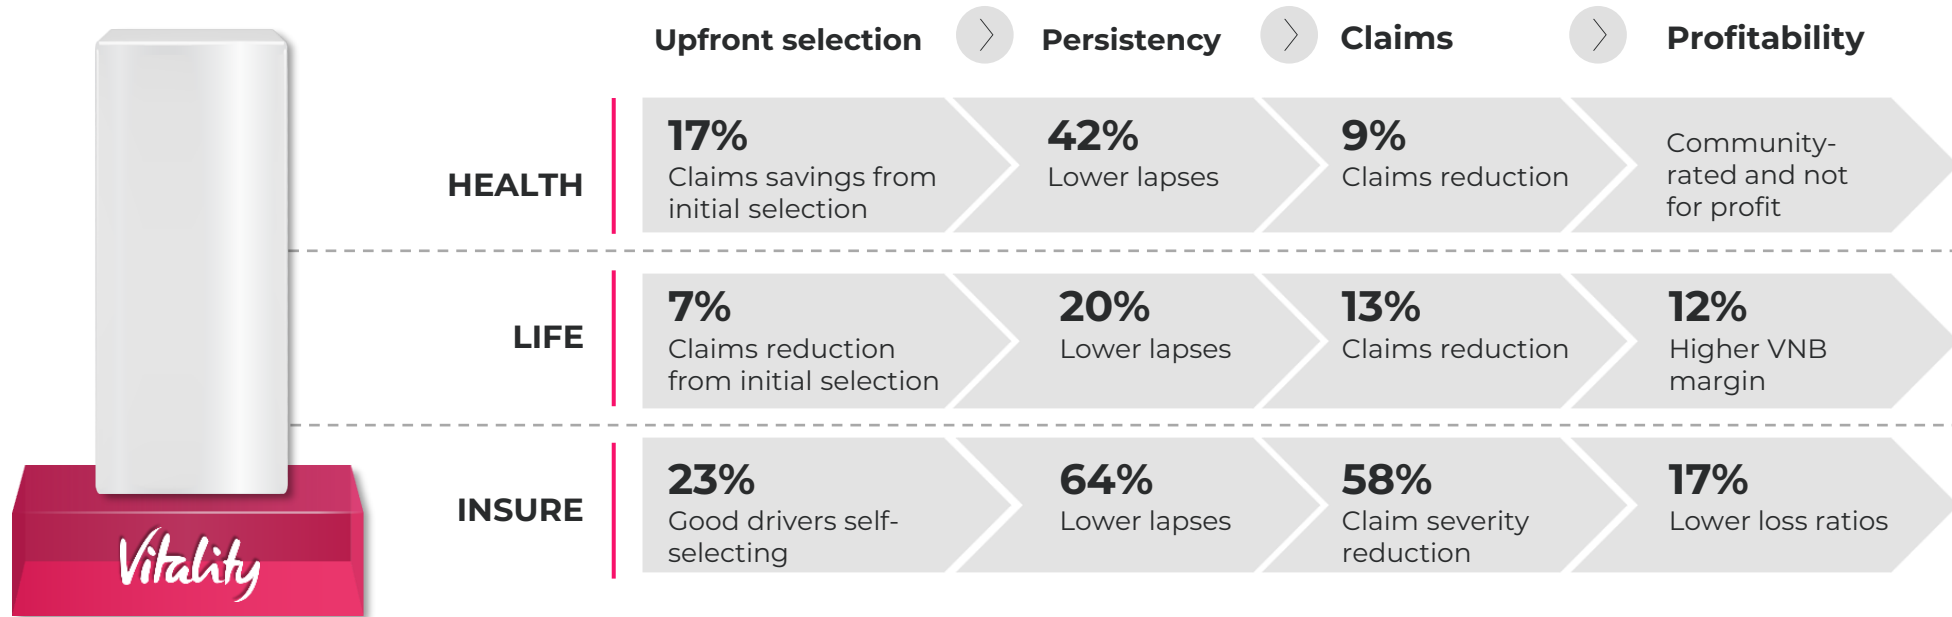 Upfront selection
Persistency
Claims
Profitability
HEALTH
17%
Claims savings from
initial selection
42%
Lower lapses
9%
Claims reduction
Community-
rated and not
for profit
LIFE
7%
Claims reduction
from initial selection
20%
Lower lapses
13%
Claims reduction
12%
Higher VNB
margin
INSURE
23%
Good drivers self-
selecting
64%
Lower lapses
58%
Claim severity
reduction
17%
Lower loss ratios
Vitality